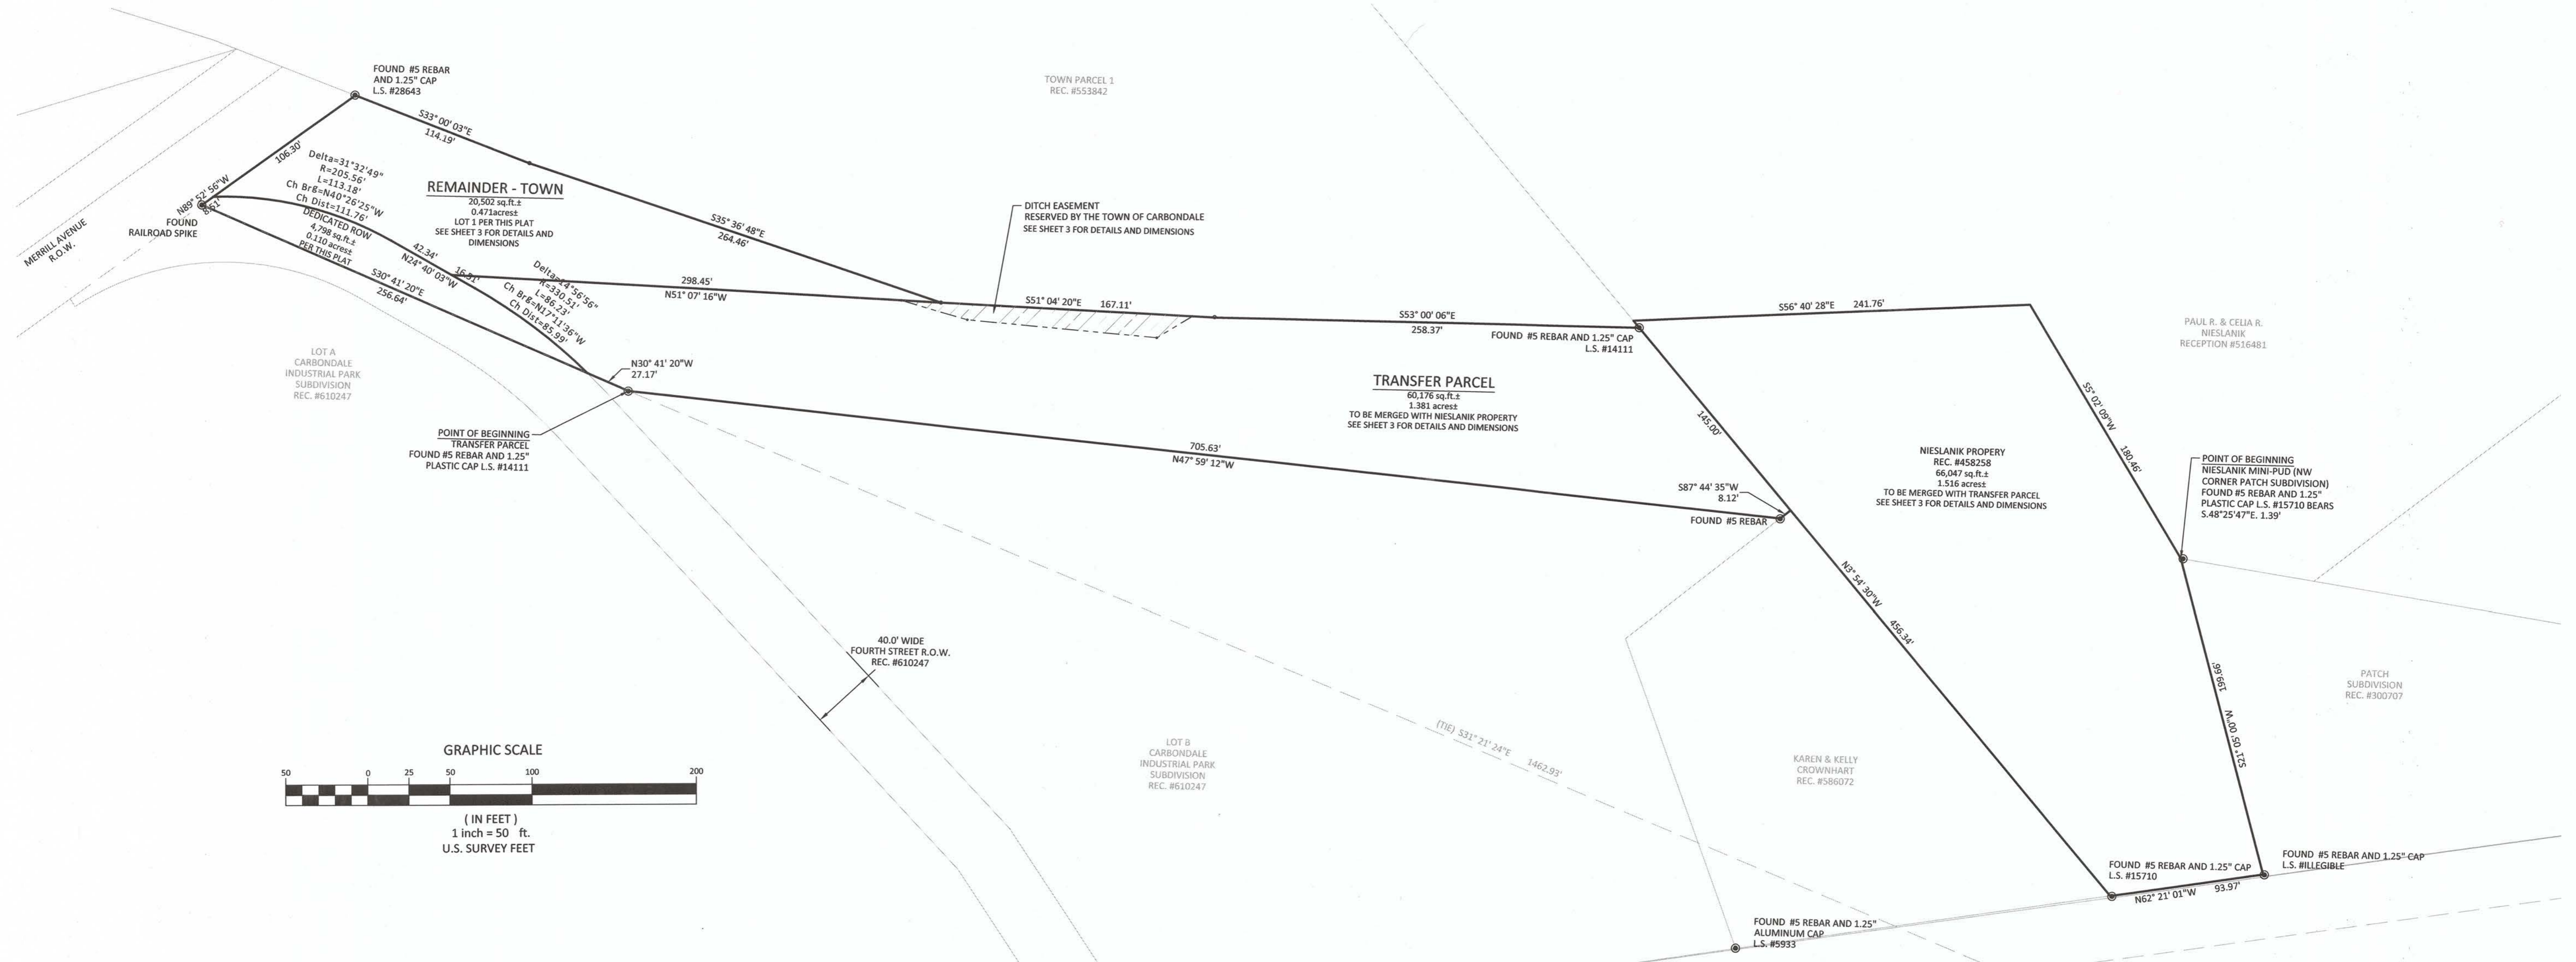 FOUND #5 REBAR
AND 1.25" CAP
L.S. #28643
TOWN PARCEL 1
REC. #553842
S33° 00' 03"E
114.19'
106.30'
N89° 52' 56"W
8.51'
FOUND
RAILROAD SPIKE
MERRILL AVENUE
R.O.W.
Delta=31°32'49"
R=205.56'
L=113.18'
Ch Brg=N40°26'25"W
Ch Dist=111.76'
DEDICATED ROW
4,798 sq.ft.±
0.110 acres±
PER THIS PLAT
REMAINDER - TOWN
20,502 sq.ft.±
0.471acres±
LOT 1 PER THIS PLAT
SEE SHEET 3 FOR DETAILS AND
DIMENSIONS
S35° 36' 48"E
264.46'
DITCH EASEMENT
RESERVED BY THE TOWN OF CARBONDALE
SEE SHEET 3 FOR DETAILS AND DIMENSIONS
42.34'
N24° 40' 03"W
16.51'
S30° 41' 20"E
256.64'
Delta=14°56'56"
R=330.51'
L=86.23'
Ch Brg=N17°11'36"W
Ch Dist=85.99'
298.45'
N51° 07' 16"W
S51° 04' 20"E 167.11'
S53° 00' 06"E
258.37'
FOUND #5 REBAR AND 1.25" CAP
L.S. #14111
S56° 40' 28"E 241.76'
PAUL R. & CELIA R.
NIESLANIK
RECEPTION #516481
LOT A
CARBONDALE
INDUSTRIAL PARK
SUBDIVISION
REC. #610247
N30° 41' 20"W
27.17'
TRANSFER PARCEL
60,176 sq.ft.±
1.381 acres±
TO BE MERGED WITH NIESLANIK PROPERTY
SEE SHEET 3 FOR DETAILS AND DIMENSIONS
145.00'
S5° 02' 09"W
180.46'
POINT OF BEGINNING
TRANSFER PARCEL
FOUND #5 REBAR AND 1.25"
PLASTIC CAP L.S. #14111
705.63'
N47° 59' 12"W
NIESLANIK PROPERY
REC. #458258
66,047 sq.ft.±
1.516 acres±
TO BE MERGED WITH TRANSFER PARCEL
SEE SHEET 3 FOR DETAILS AND DIMENSIONS
POINT OF BEGINNING
NIESLANIK MINI-PUD (NW
CORNER PATCH SUBDIVISION)
FOUND #5 REBAR AND 1.25"
PLASTIC CAP L.S. #15710 BEARS
S.48°25'47"E. 1.39'
S87° 44' 35"W
8.12'
FOUND #5 REBAR
N3° 54' 30"W
456.34'
40.0' WIDE
FOURTH STREET R.O.W.
REC. #610247
199.66'
S21° 05' 00"W
PATCH
SUBDIVISION
REC. #300707
(TIE) S31° 21' 24"E 1462.93'
LOT B
CARBONDALE
INDUSTRIAL PARK
SUBDIVISION
REC. #610247
KAREN & KELLY
CROWNHART
REC. #586072
GRAPHIC SCALE
50 0 25 50 100 200
( IN FEET )
1 inch = 50 ft.
U.S. SURVEY FEET
FOUND #5 REBAR AND 1.25" CAP
L.S. #15710
N62° 21' 01"W 93.97'
FOUND #5 REBAR AND 1.25" CAP
L.S. #ILLEGIBLE
FOUND #5 REBAR AND 1.25"
ALUMINUM CAP
L.S. #5933